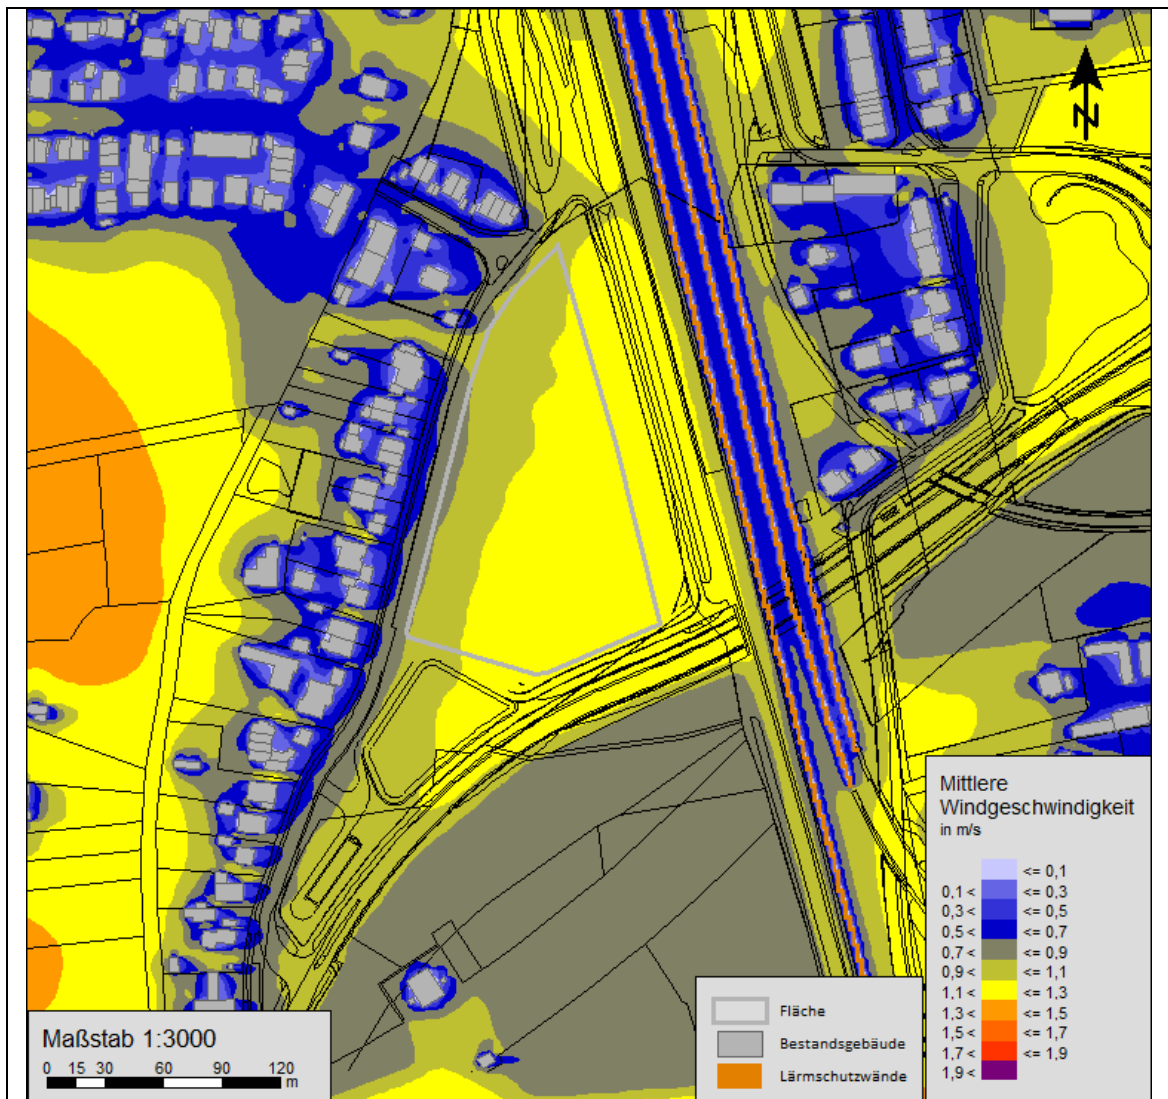 N
Mittlere
Windgeschwindigkeit
in m/s
<= 0,1
0,1 < <= 0,3
0,3 < <= 0,5
0,5 < <= 0,7
0,7 < <= 0,9
0,9 < <= 1,1
1,1 < <= 1,3
1,3 < <= 1,5
1,5 < <= 1,7
1,7 < <= 1,9
1,9 <
Fläche
Bestandsgebäude
Lärmschutzwände
Maßstab 1:3000
0 15 30 60 90 120
m